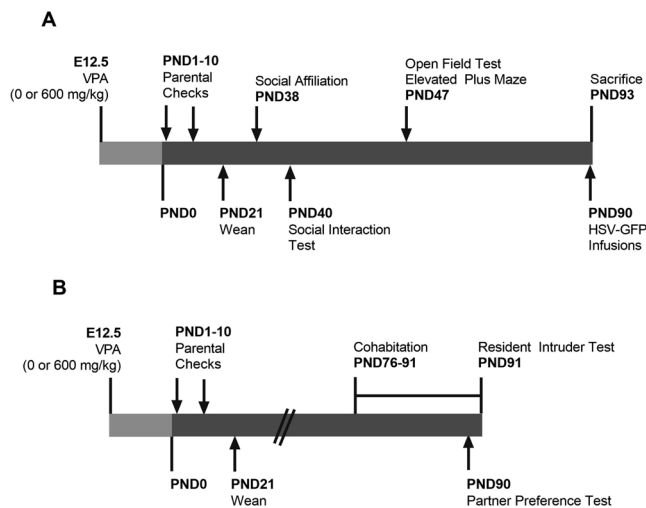 A
E12.5
VPA
(0 or 600 mg/kg)
PND1-10
Parental
Checks
Social Affiliation
PND38
Open Field Test
Elevated Plus Maze
PND47
Sacrifice
PND93
PND0
PND21
Wean
PND40
Social Interaction
Test
PND90
HSV-GFP
Infusions
B
E12.5
VPA
(0 or 600 mg/kg)
PND1-10
Parental
Checks
Cohabitation
PND76-91
Resident Intruder Test
PND91
PND0
PND21
Wean
PND90
Partner Preference Test